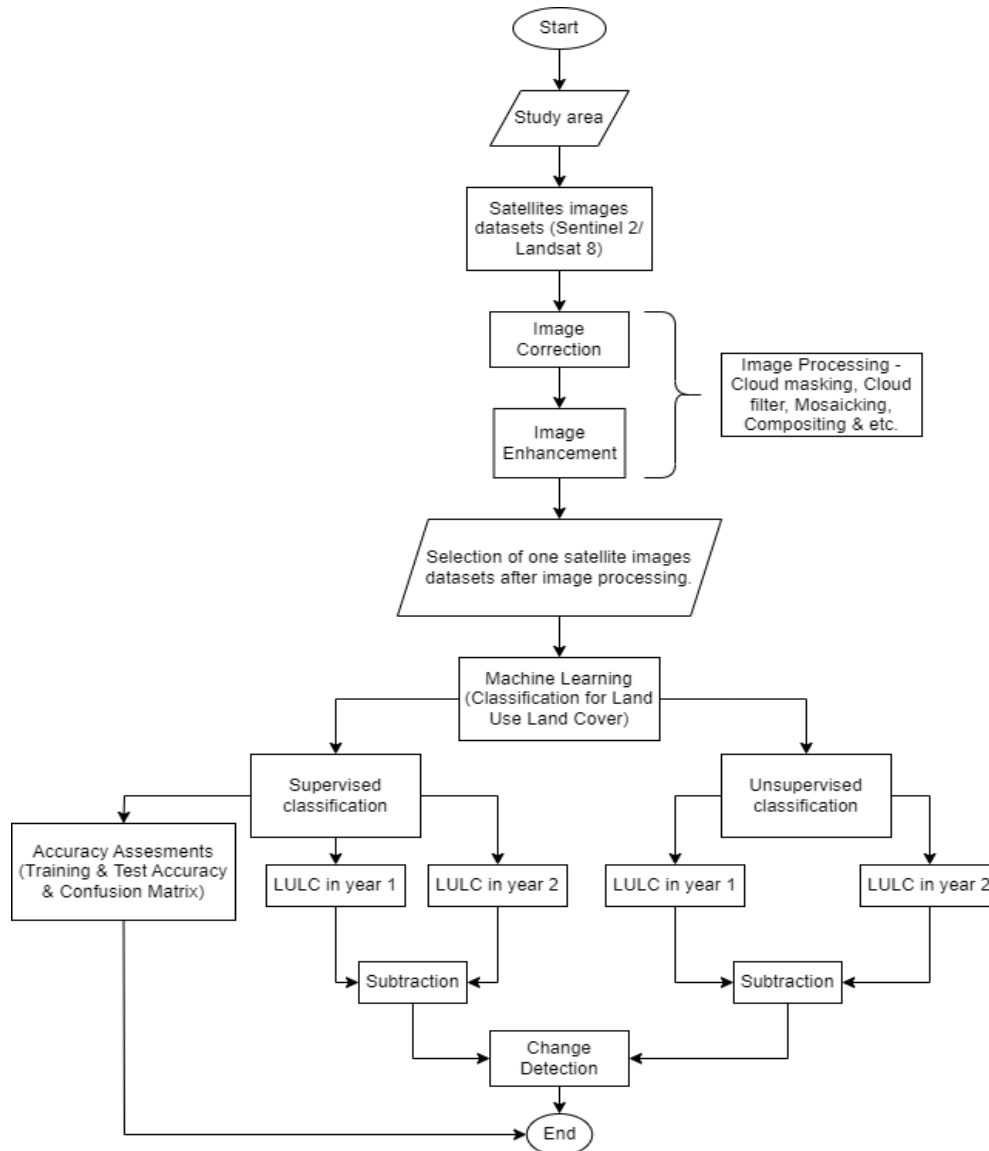 Start
Study area
Satellites images
datasets (Sentinel 2/
Landsat 8)
Image
Correction
Image Processing -
Cloud masking, Cloud
filter, Mosaicking,
Compositing & etc.
Image
Enhancement
Selection of one satellite images
datasets after image processing.
Machine Learning
(Classification for Land
Use Land Cover)
Supervised
classification
Unsupervised
classification
Accuracy Assesments
(Training & Test Accuracy
& Confusion Matrix)
LULC in year 1
LULC in year 2
LULC in year 1
LULC in year 2
Subtraction
Subtraction
Change
Detection
End